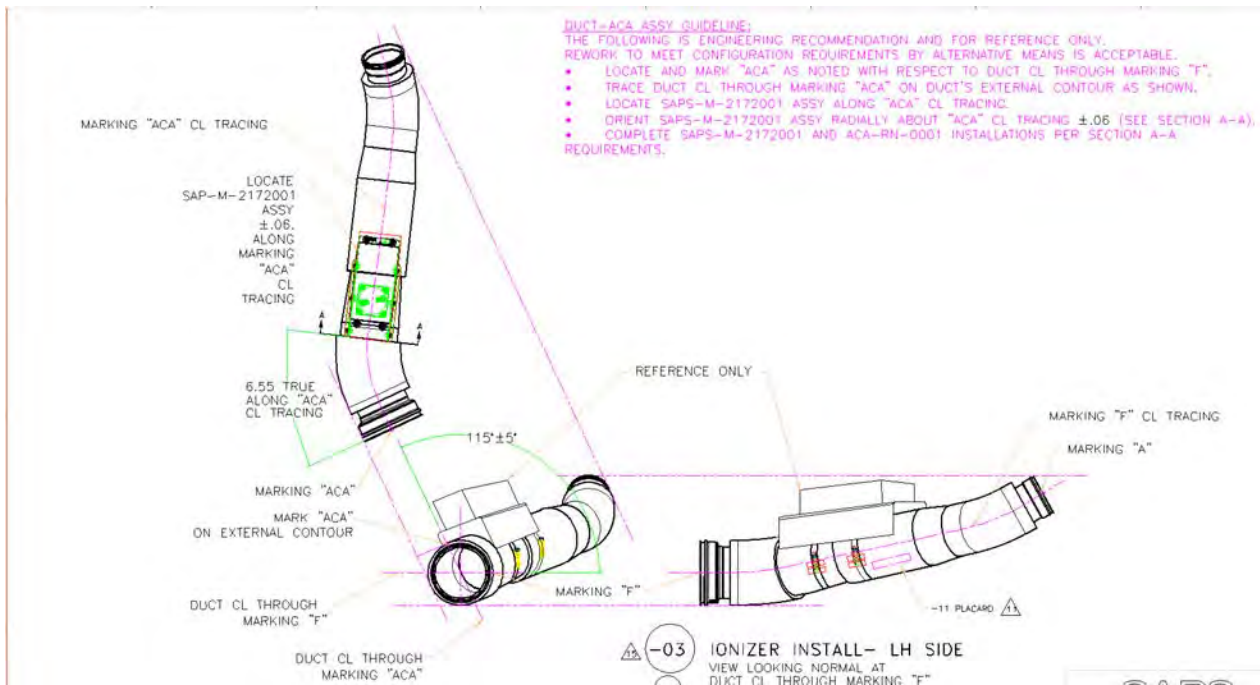 DUCT-ACA ASSY GUIDELINE:
THE FOLLOWING IS ENGINEERING RECOMMENDATION AND FOR REFERENCE ONLY.
REWORK TO MEET CONFIGURATION REQUIREMENTS BY ALTERNATIVE MEANS IS ACCEPTABLE.
• LOCATE AND MARK "ACA" AS NOTED WITH RESPECT TO DUCT CL THROUGH MARKING "F".
• TRACE DUCT CL THROUGH MARKING "ACA" ON DUCT'S EXTERNAL CONTOUR AS SHOWN.
• LOCATE SAPS-M-2172001 ASSY ALONG "ACA" CL TRACING.
• ORIENT SAPS-M-2172001 ASSY RADIALLY ABOUT "ACA" CL TRACING ±.06 (SEE SECTION A-A).
• COMPLETE SAPS-M-2172001 AND ACA-RN-0001 INSTALLATIONS PER SECTION A-A
REQUIREMENTS.
MARKING "ACA" CL TRACING
LOCATE
SAP-M-2172001
ASSY
±.06.
ALONG
MARKING
"ACA"
CL
TRACING
A
A
6.55 TRUE
ALONG "ACA"
CL TRACING
REFERENCE ONLY
115°±5°
MARKING "F" CL TRACING
MARKING "A"
MARKING "ACA"
MARK "ACA"
ON EXTERNAL CONTOUR
MARKING "F"
DUCT CL THROUGH
MARKING "F"
-11 PLACARD
DUCT CL THROUGH
MARKING "ACA"
-03
IONIZER INSTALL- LH SIDE
VIEW LOOKING NORMAL AT
DUCT CL THROUGH MARKING "F"